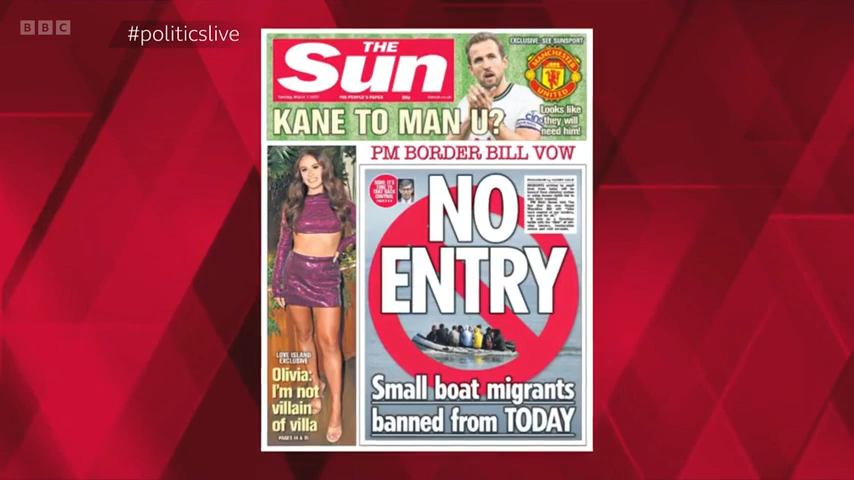 BBC
#politicslive
THE
Sun
THE PEOPLE'S PAPER
EXCLUSIVE: SEE SUNSPORT
MANCHESTER
UNITED
KANE TO MAN U?
Looks like
they will
need him!
PM BORDER BILL VOW
NO
ENTRY
Small boat migrants
banned from TODAY
LOVE ISLAND
EXCLUSIVE
Olivia:
I'm not
villain
of villa